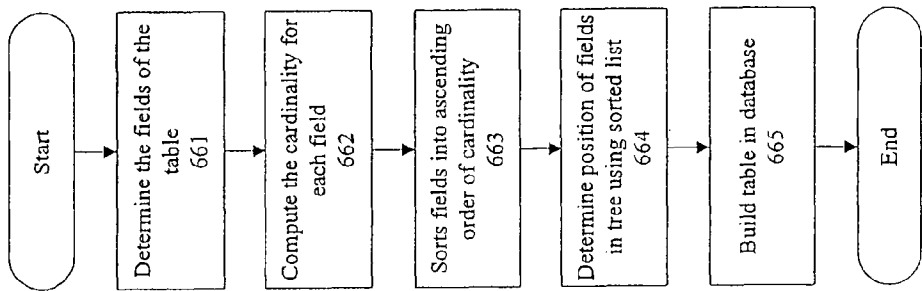 Start
Determine the fields of the
table
661
Compute the cardinality for
each field
662
Sorts fields into ascending
order of cardinality
663
Determine position of fields
in tree using sorted list
664
Build table in database
665
End